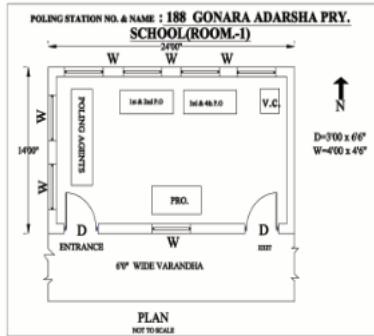 POLING STATION NO. & NAME : 188 GONARA ADARSHA PRY.
SCHOOL(ROOM.-1)
24'00"
W W W
W
POLING AGENTS
1st & 2nd P.O
3rd & 4th P.O
V.C.
N
14'00"
D=3'00 x 6'6"
W=4'00 x 4'6"
W
PRO.
D
D
ENTRANCE
W
EXIT
6'0" WIDE VARANDHA
PLAN
NOT TO SCALE